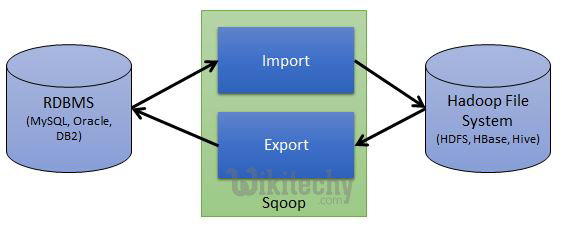 RDBMS
(MySQL, Oracle,
DB2)
Import
Export
Wikitechy
.com
Sqoop
Hadoop File
System
(HDFS, HBase, Hive)